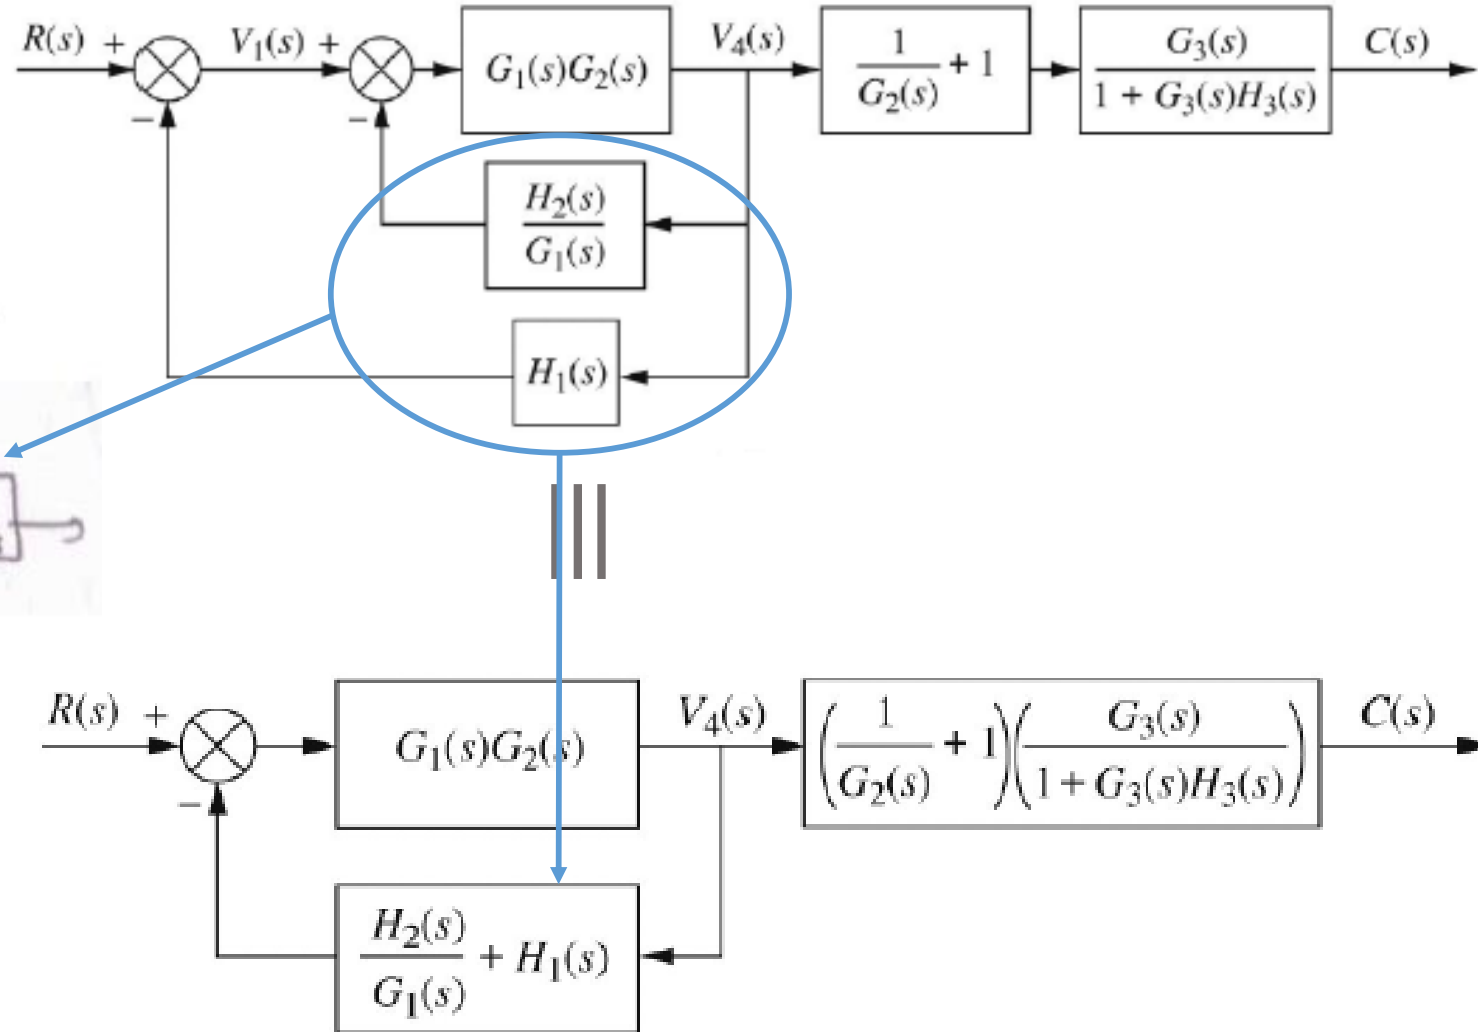 R(s) + V₁(s) + G₁(s)G₂(s) V₄(s) 1/G₂(s) + 1 G₃(s)/1 + G₃(s)H₃(s) C(s)
− −
H₂(s)/G₁(s)
H₁(s)
R(s) + G₁(s)G₂(s) V₄(s) (1/G₂(s) + 1)(G₃(s)/1 + G₃(s)H₃(s)) C(s)
−
H₂(s)/G₁(s) + H₁(s)